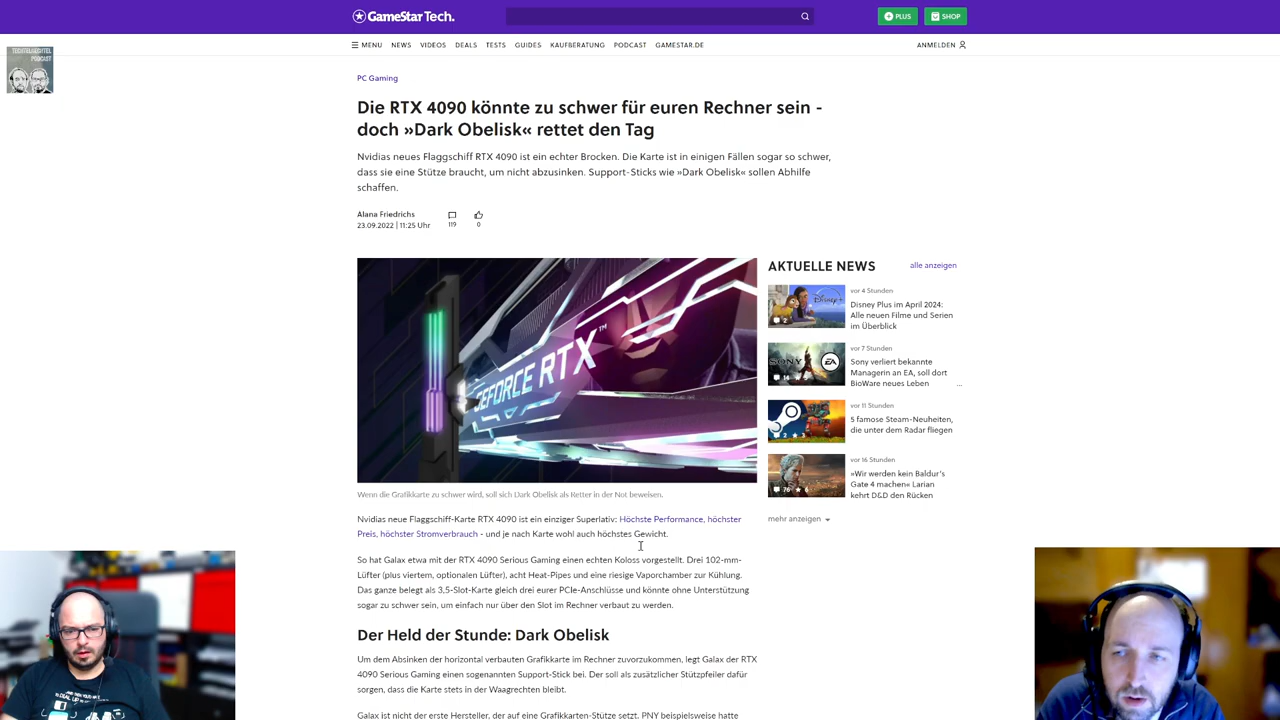 GameStar Tech.
PLUS
SHOP
MENU NEWS VIDEOS DEALS TESTS GUIDES KAUFBERATUNG PODCAST GAMESTAR.DE
ANMELDEN
TECHTELMECHTEL
PODCAST
PC Gaming
Die RTX 4090 könnte zu schwer für euren Rechner sein -
doch »Dark Obelisk« rettet den Tag
Nvidias neues Flaggschiff RTX 4090 ist ein echter Brocken. Die Karte ist in einigen Fällen sogar so schwer,
dass sie eine Stütze braucht, um nicht abzusinken. Support-Sticks wie »Dark Obelisk« sollen Abhilfe
schaffen.
Alana Friedrichs
23.09.2022 | 11:25 Uhr
119
0
GEFORCE RTX™
Wenn die Grafikkarte zu schwer wird, soll sich Dark Obelisk als Retter in der Not beweisen.
Nvidias neue Flaggschiff-Karte RTX 4090 ist ein einziger Superlativ: Höchste Performance, höchster
Preis, höchster Stromverbrauch - und je nach Karte wohl auch höchstes Gewicht.
So hat Galax etwa mit der RTX 4090 Serious Gaming einen echten Koloss vorgestellt. Drei 102-mm-
Lüfter (plus viertem, optionalen Lüfter), acht Heat-Pipes und eine riesige Vaporchamber zur Kühlung.
Das ganze belegt als 3,5-Slot-Karte gleich drei eurer PCIe-Anschlüsse und könnte ohne Unterstützung
sogar zu schwer sein, um einfach nur über den Slot im Rechner verbaut zu werden.
Der Held der Stunde: Dark Obelisk
Um dem Absinken der horizontal verbauten Grafikkarte im Rechner zuvorzukommen, legt Galax der RTX
4090 Serious Gaming einen sogenannten Support-Stick bei. Der soll als zusätzlicher Stützpfeiler dafür
sorgen, dass die Karte stets in der Waagrechten bleibt.
Galax ist nicht der erste Hersteller, der auf eine Grafikkarten-Stütze setzt. PNY beispielsweise hatte
AKTUELLE NEWS
alle anzeigen
Disney+
2
vor 4 Stunden
Disney Plus im April 2024:
Alle neuen Filme und Serien
im Überblick
SONY
EA
14
vor 7 Stunden
Sony verliert bekannte
Managerin an EA, soll dort
BioWare neues Leben ...
2
3
vor 11 Stunden
5 famose Steam-Neuheiten,
die unter dem Radar fliegen
76
6
vor 16 Stunden
»Wir werden kein Baldur's
Gate 4 machen« Larian
kehrt D&D den Rücken
mehr anzeigen